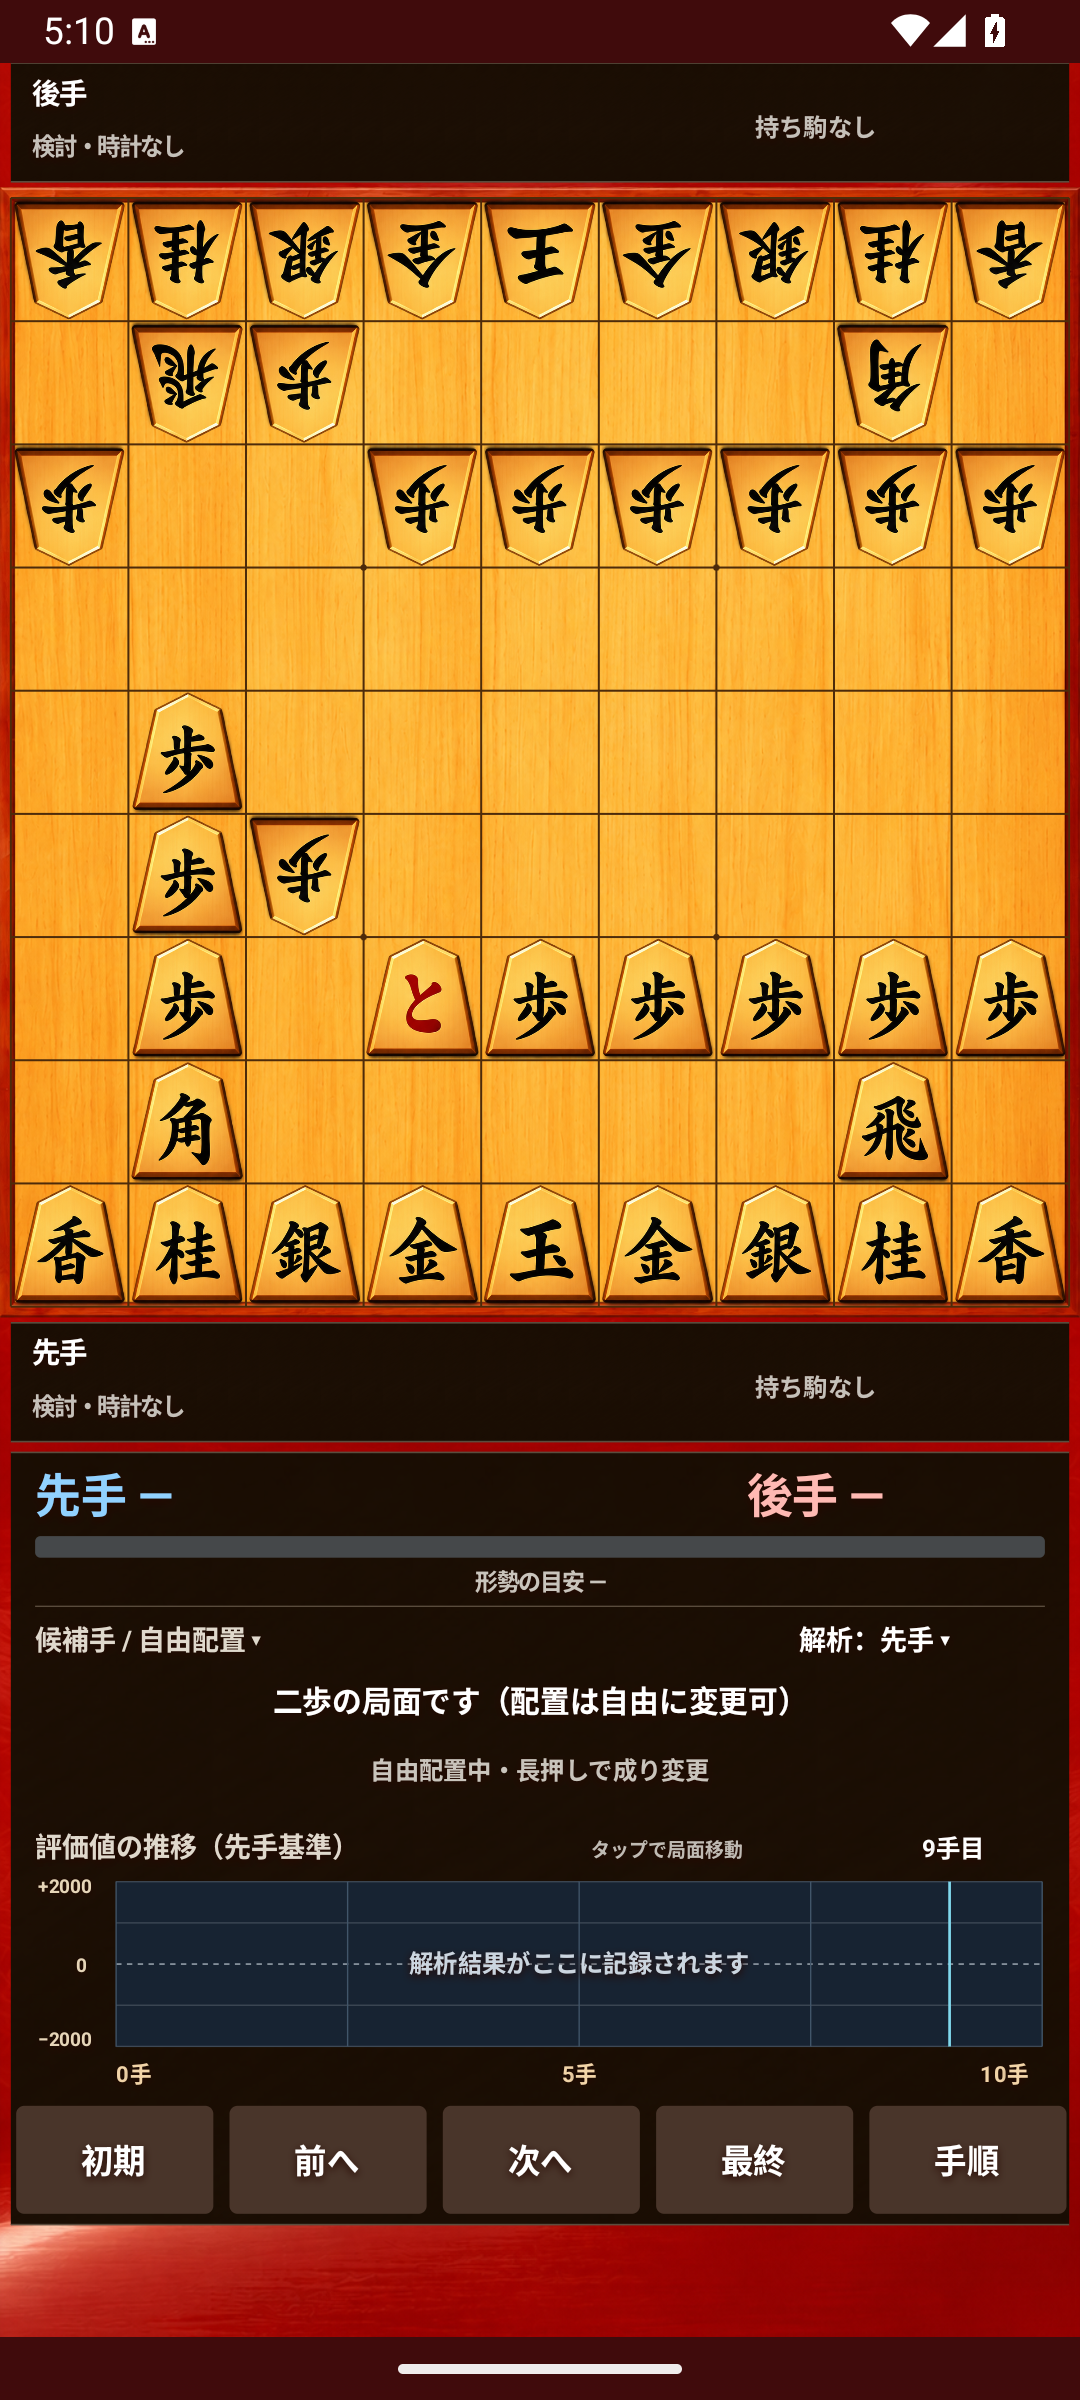 5:10 A
後手
検討・時計なし
持ち駒なし
香桂銀金王金銀桂香
飛歩角
歩歩歩歩歩歩歩
歩
歩歩
歩と歩歩歩歩歩
角飛
香桂銀金玉金銀桂香
先手
検討・時計なし
持ち駒なし
先手 − 後手 −
形勢の目安 −
候補手 / 自由配置 ▾ 解析：先手 ▾
二歩の局面です（配置は自由に変更可）
自由配置中・長押しで成り変更
評価値の推移（先手基準） タップで局面移動 9手目
+2000
0
−2000
解析結果がここに記録されます
0手 5手 10手
初期 前へ 次へ 最終 手順